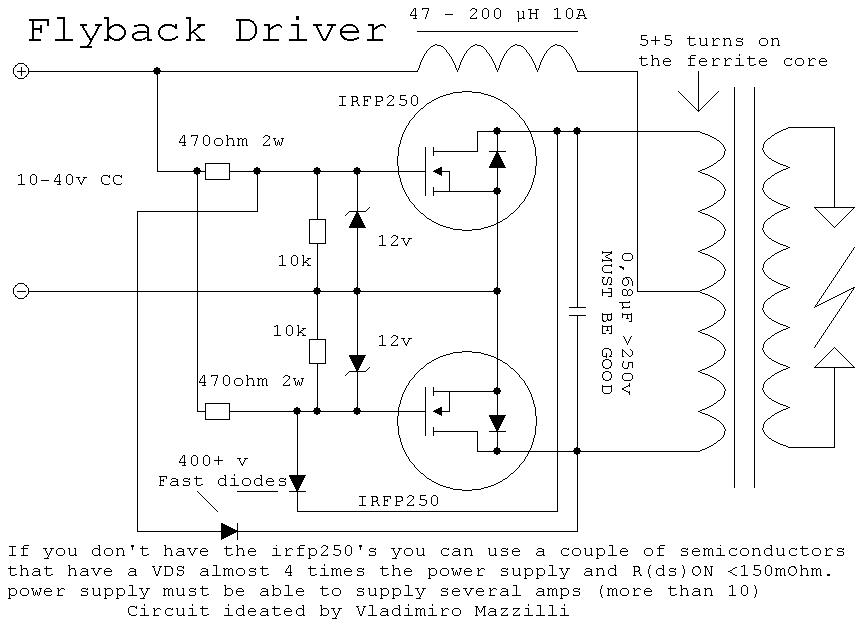 Flyback Driver
47 - 200 µH 10A
5+5 turns on
the ferrite core
IRFP250
470ohm 2w
10-40v CC
12v
10k
0,68µF >250v
MUST BE GOOD
10k
12v
470ohm 2w
400+ v
Fast diodes
IRFP250
If you don't have the irfp250's you can use a couple of semiconductors
that have a VDS almost 4 times the power supply and R(ds)ON <150mOhm.
power supply must be able to supply several amps (more than 10)
Circuit ideated by Vladimiro Mazzilli